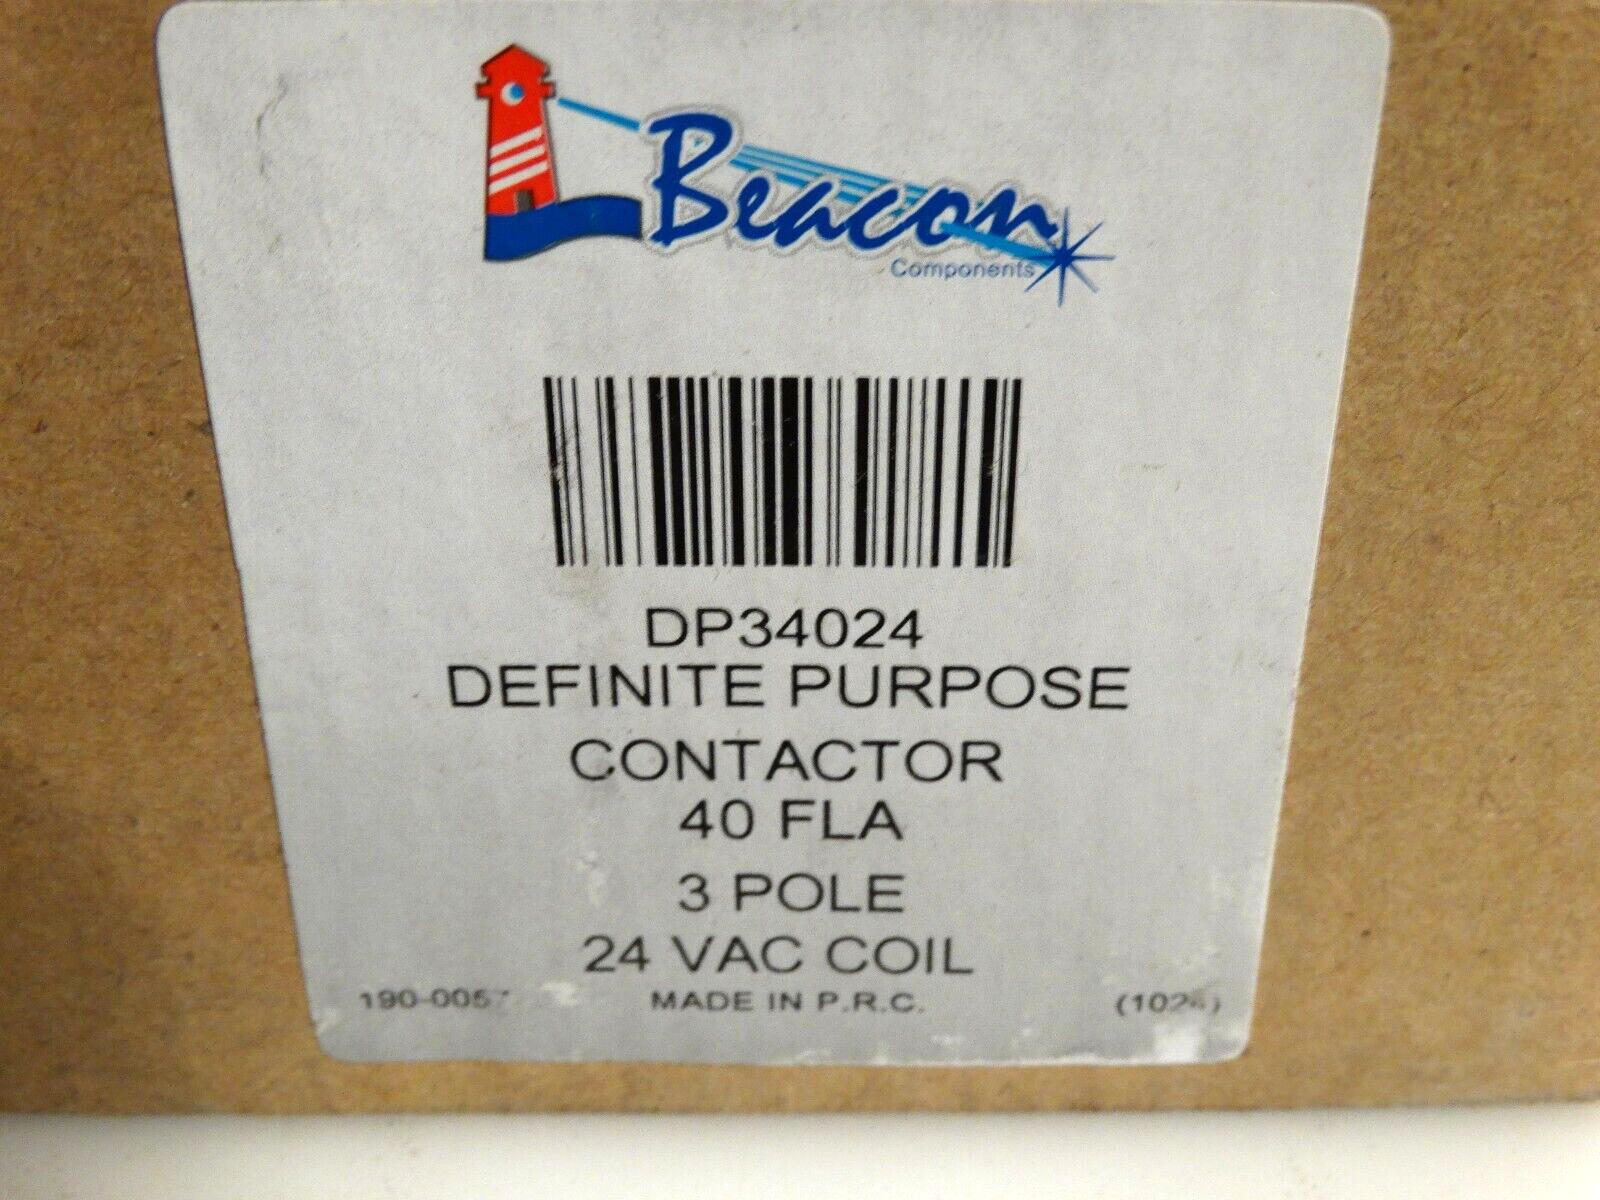 Beacon
Components
DP34024
DEFINITE PURPOSE
CONTACTOR
40 FLA
3 POLE
24 VAC COIL
MADE IN P.R.C.